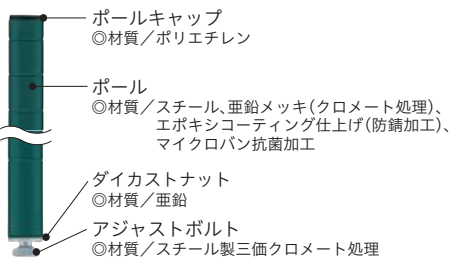 ポールキャップ
◎材質／ポリエチレン
ポール
◎材質／スチール、亜鉛メッキ(クロメート処理)、
エポキシコーティング仕上げ(防錆加工)、
マイクロバン抗菌加工
ダイカストナット
◎材質／亜鉛
アジャストボルト
◎材質／スチール製三価クロメート処理